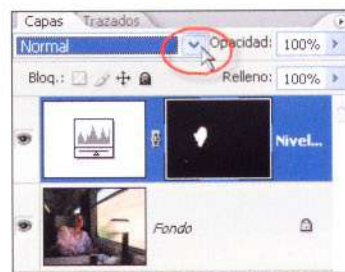 Capas Trazados
Normal Opacidad: 100%
Bloq.: Relleno: 100%
Nivel...
Fondo